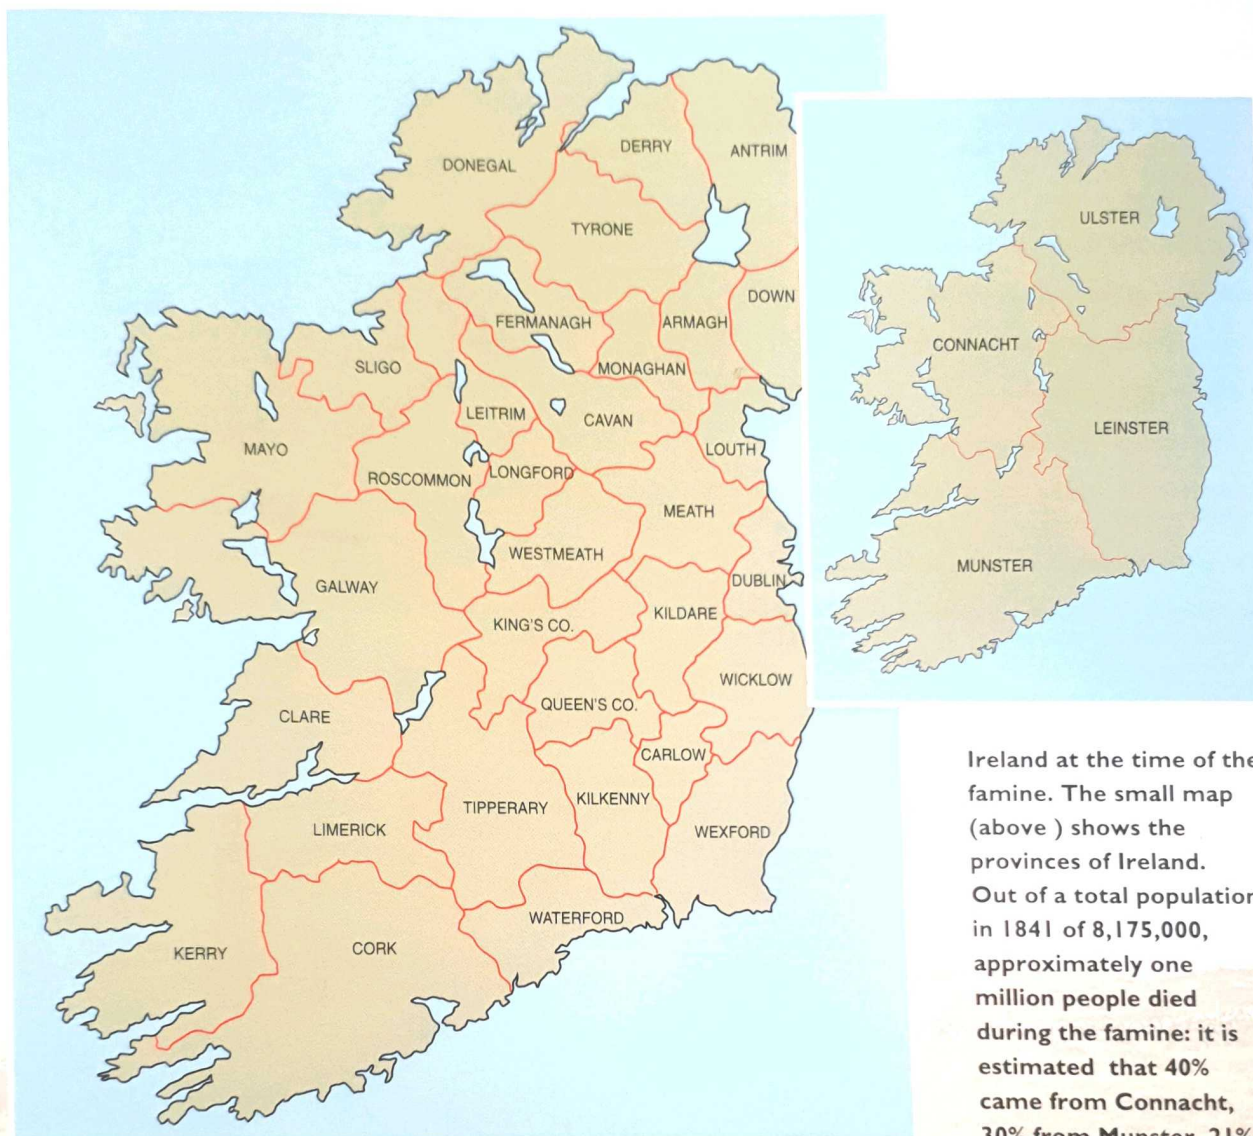 DONEGAL
DERRY
ANTRIM
TYRONE
DOWN
FERMANAGH
ARMAGH
MONAGHAN
SLIGO
LEITRIM
CAVAN
MAYO
LOUTH
ROSCOMMON
LONGFORD
MEATH
WESTMEATH
GALWAY
DUBLIN
KING'S CO.
KILDARE
WICKLOW
QUEEN'S CO.
CLARE
CARLOW
TIPPERARY
KILKENNY
LIMERICK
WEXFORD
WATERFORD
KERRY
CORK
ULSTER
CONNACHT
LEINSTER
MUNSTER
Ireland at the time of the
famine. The small map
(above ) shows the
provinces of Ireland.
Out of a total population
in 1841 of 8,175,000,
approximately one
million people died
during the famine: it is
estimated that 40%
came from Connacht,
30% from Munster, 21%